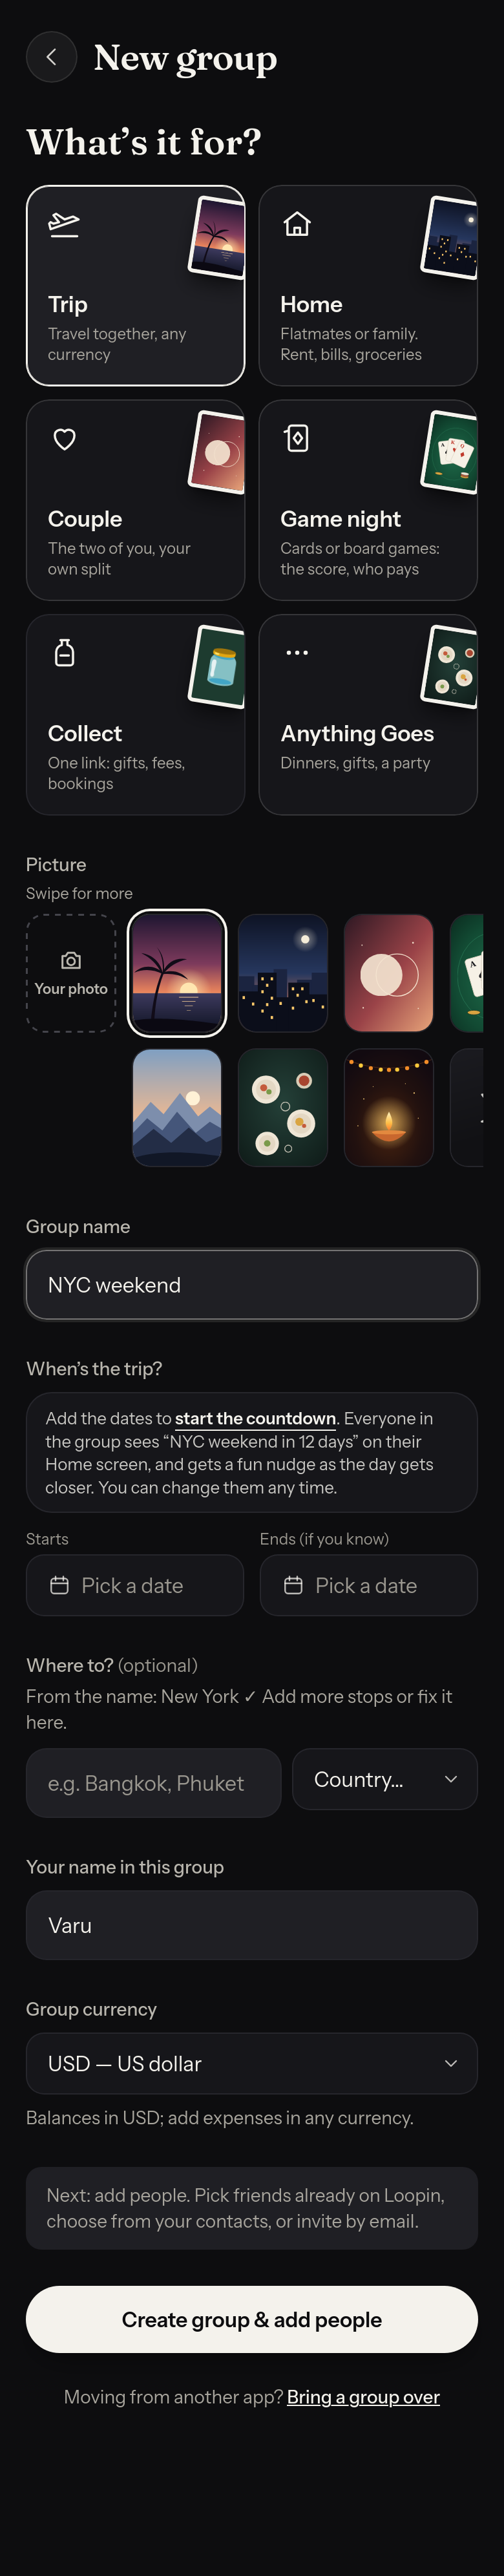 New group
What’s it for?
Trip
Travel together, any
currency
Home
Flatmates or family.
Rent, bills, groceries
Couple
The two of you, your
own split
Game night
Cards or board games:
the score, who pays
Collect
One link: gifts, fees,
bookings
Anything Goes
Dinners, gifts, a party
Picture
Swipe for more
Your photo
Group name
NYC weekend
When’s the trip?
Add the dates to start the countdown. Everyone in
the group sees “NYC weekend in 12 days” on their
Home screen, and gets a fun nudge as the day gets
closer. You can change them any time.
Starts
Ends (if you know)
Pick a date
Pick a date
Where to? (optional)
From the name: New York ✓ Add more stops or fix it
here.
e.g. Bangkok, Phuket
Country...
Your name in this group
Varu
Group currency
USD — US dollar
Balances in USD; add expenses in any currency.
Next: add people. Pick friends already on Loopin,
choose from your contacts, or invite by email.
Create group & add people
Moving from another app? Bring a group over